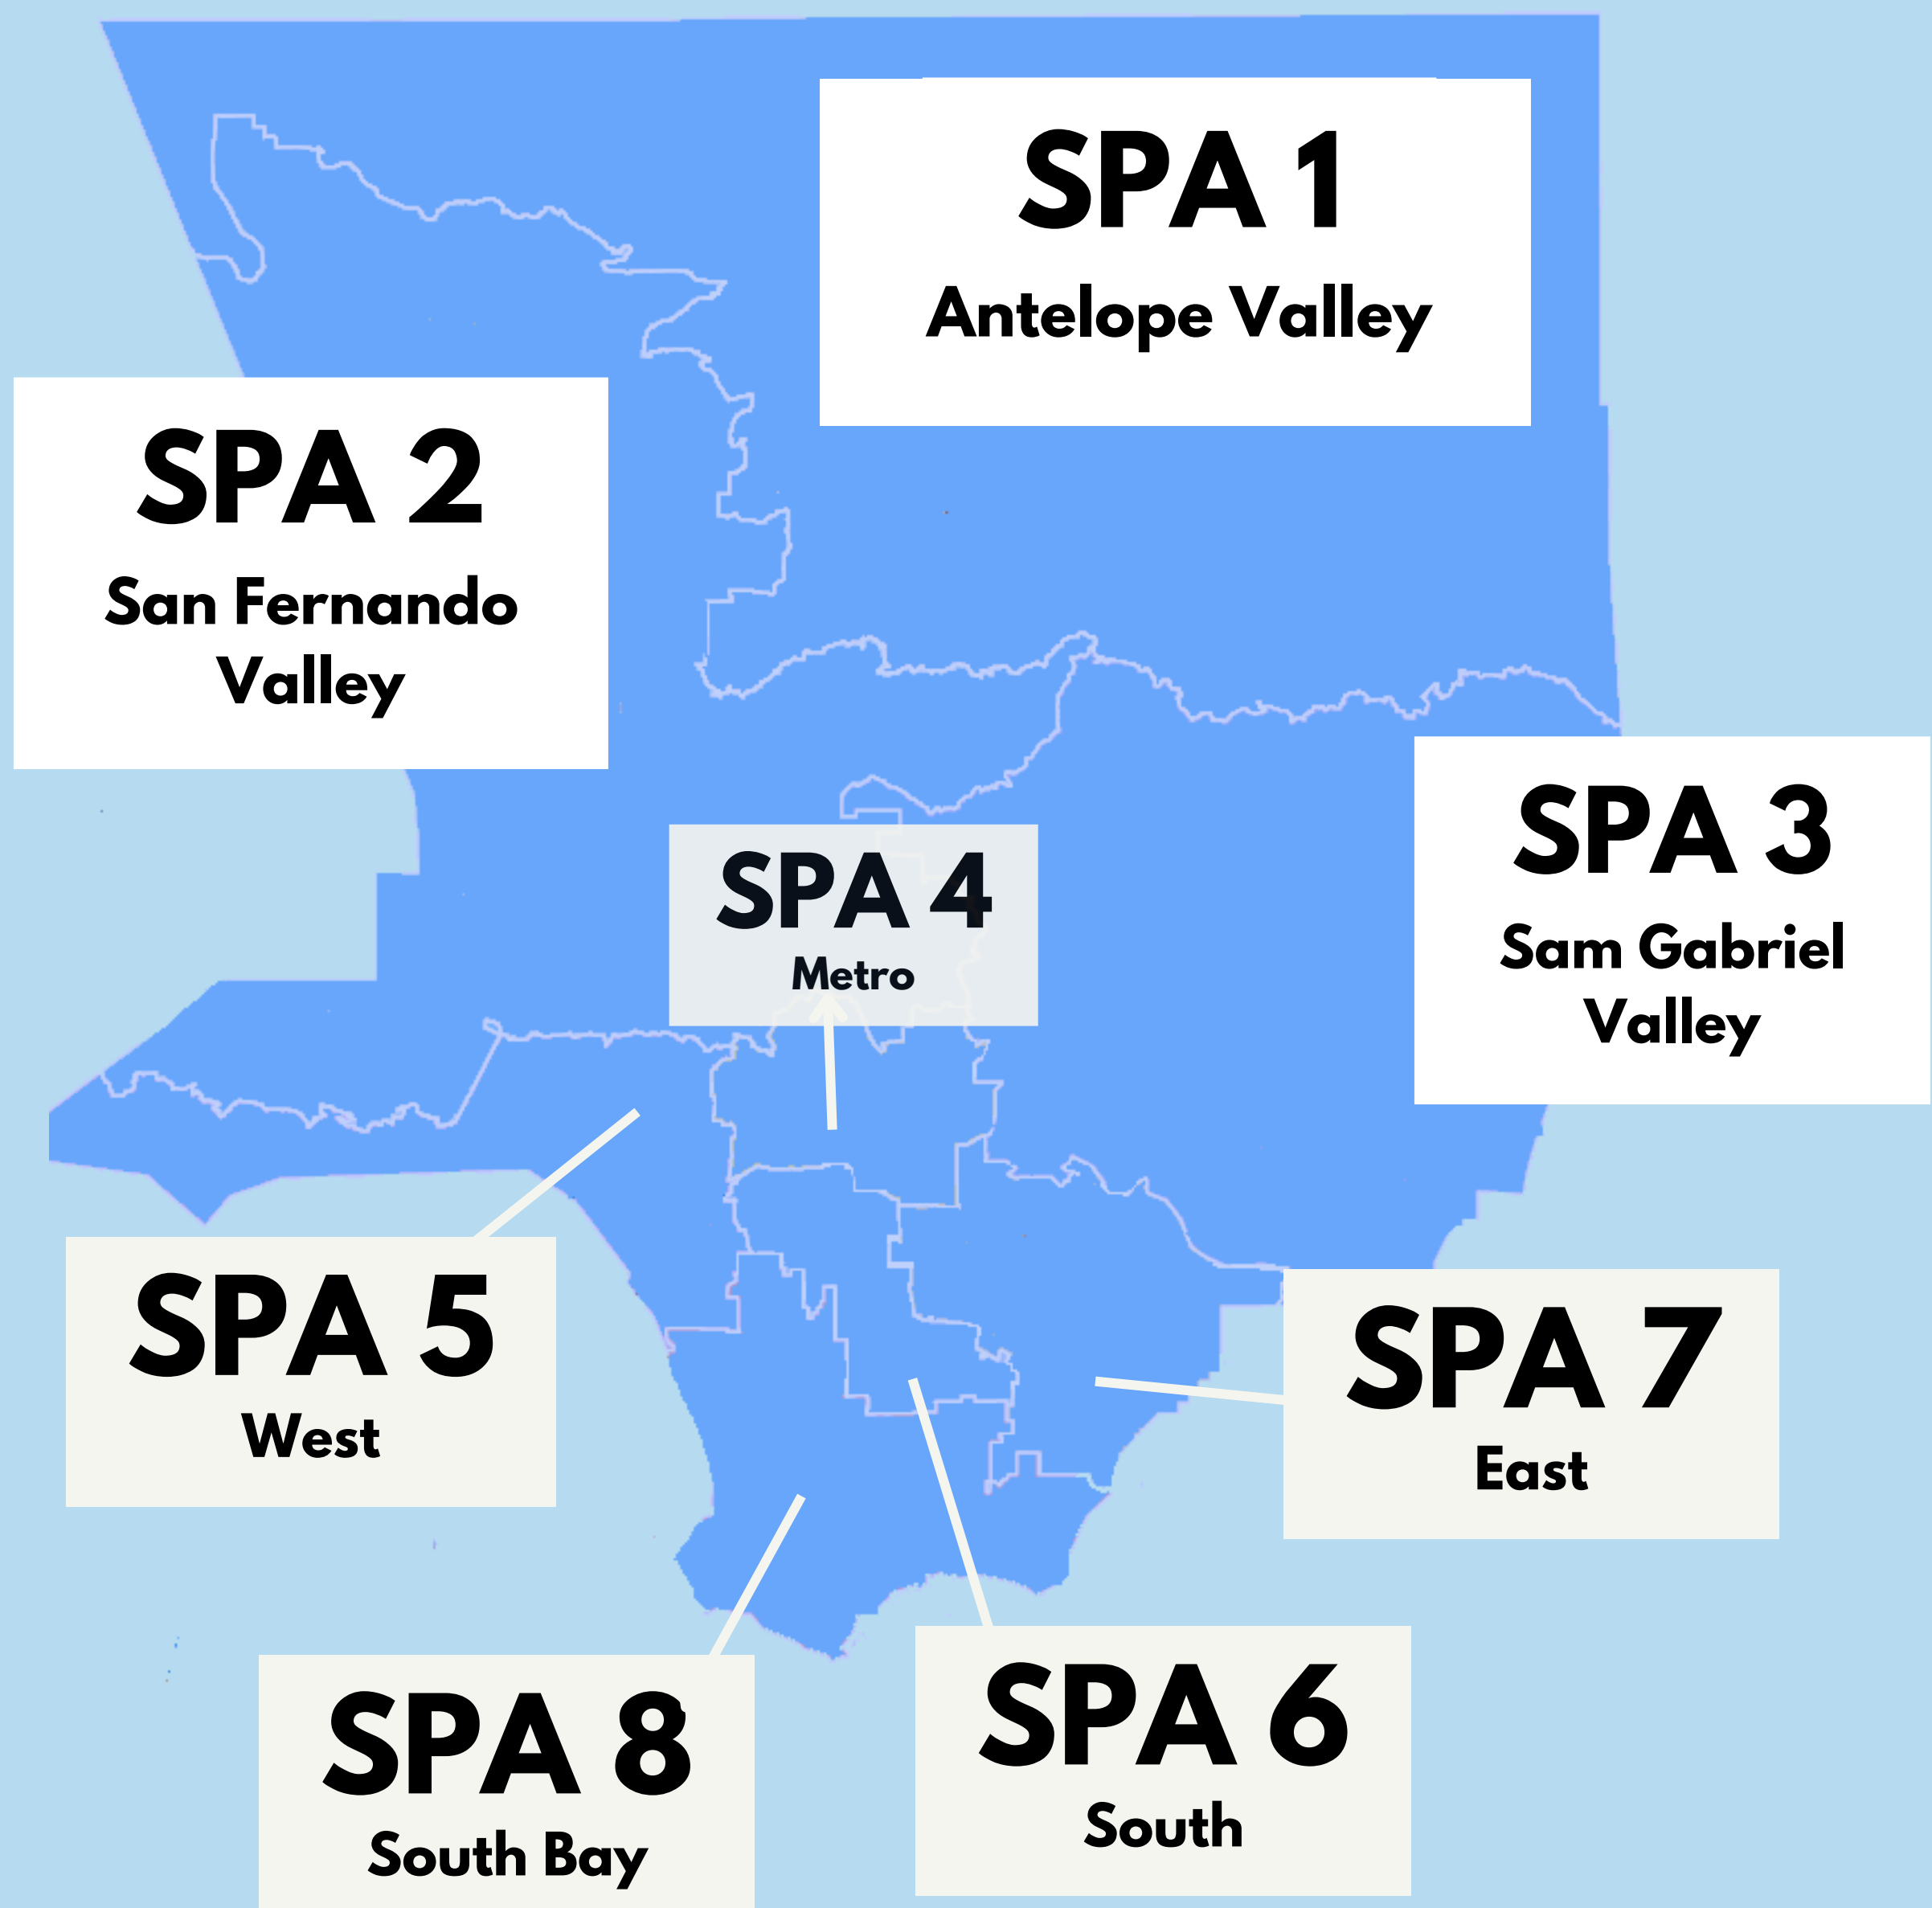 SPA 1
Antelope Valley
SPA 2
San Fernando
Valley
SPA 3
Sam Gabriel
Vallley
SPA 4
Metro
SPA 5
West
SPA 7
East
SPA 8
South Bay
SPA 6
South